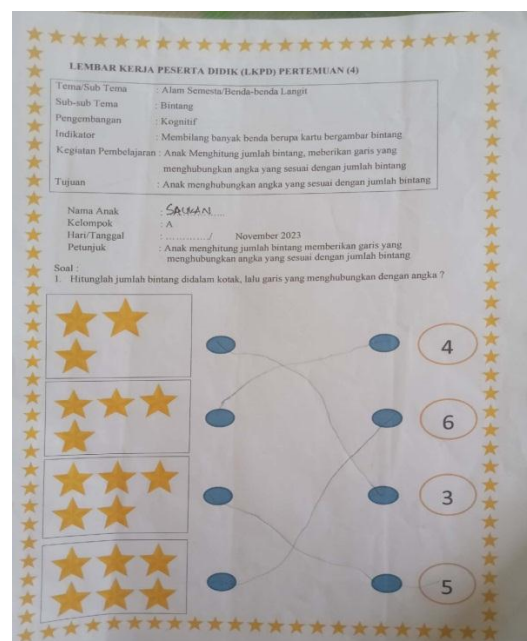 LEMBAR KERJA PESERTA DIDIK (LKPD) PERTEMUAN (4)
Tema/Sub Tema : Alam Semesta/Benda-benda Langit
Sub-sub Tema : Bintang
Pengembangan : Kognitif
Indikator : Membilang banyak benda berupa kartu bergambar bintang
Kegiatan Pembelajaran : Anak Menghitung jumlah bintang, meberikan garis yang
menghubungkan angka yang sesuai dengan jumlah bintang
Tujuan : Anak menghubungkan angka yang sesuai dengan jumlah bintang
Nama Anak :
Kelompok : A
Hari/Tanggal : ............./ November 2023
Petunjuk : Anak menghitung jumlah bintang memberikan garis yang
menghubungkan angka yang sesuai dengan jumlah bintang
Soal :
1. Hitunglah jumlah bintang didalam kotak, lalu garis yang menghubungkan dengan angka ?
4
6
3
5